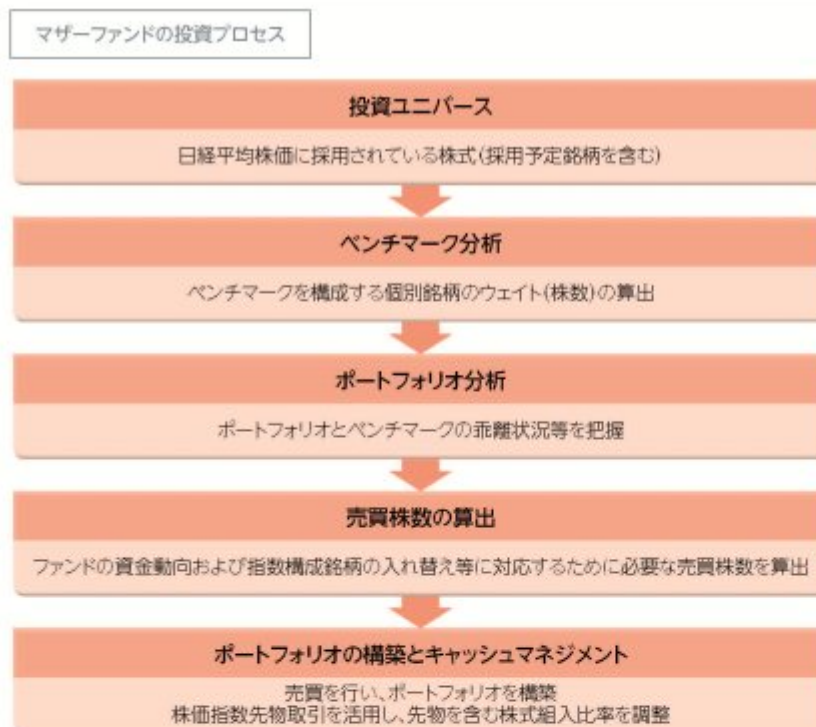 マザーファンドの投資プロセス
投資ユニバース
日経平均株価に採用されている株式(採用予定銘柄を含む)
ベンチマーク分析
ベンチマークを構成する個別銘柄のウェイト(株数)の算出
ポートフォリオ分析
ポートフォリオとベンチマークの乖離状況等を把握
売買株数の算出
ファンドの資金動向および指数構成銘柄の入れ替え等に対応するために必要な売買株数を算出
ポートフォリオの構築とキャッシュマネジメント
売買を行い、ポートフォリオを構築
株価指数先物取引を活用し、先物を含む株式組入比率を調整